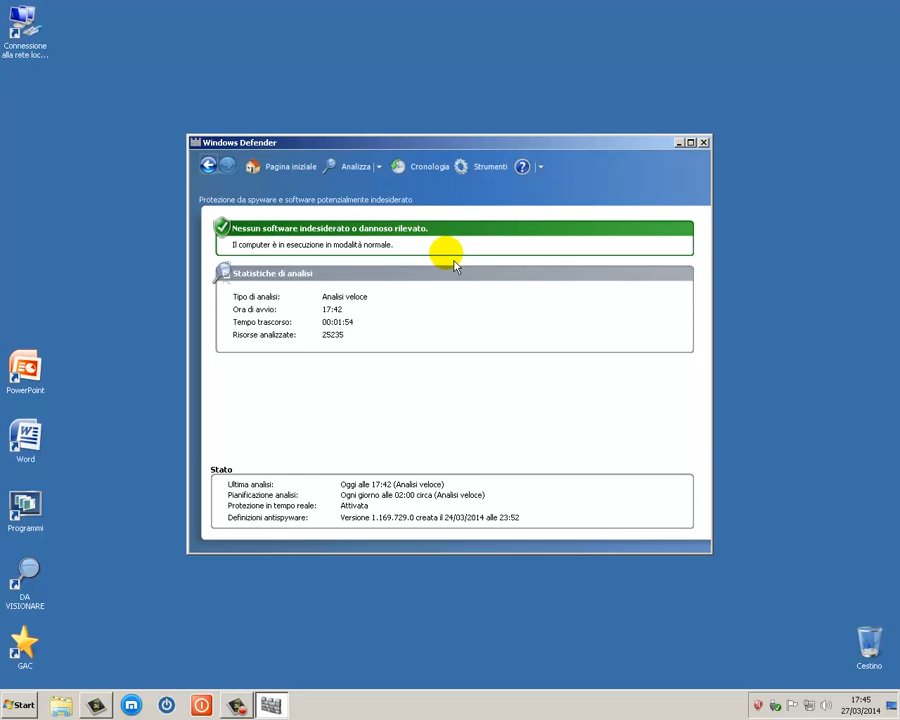 Connessione
alla rete loc...
Windows Defender
Pagina iniziale
Analizza
Cronologia
Strumenti
?
Protezione da spyware e software potenzialmente indesiderato
Nessun software indesiderato o dannoso rilevato.
Il computer è in esecuzione in modalità normale.
Statistiche di analisi
Tipo di analisi: Analisi veloce
Ora di avvio: 17:42
Tempo trascorso: 00:01:54
Risorse analizzate: 25235
Stato
Ultima analisi: Oggi alle 17:42 (Analisi veloce)
Pianificazione analisi: Ogni giorno alle 02:00 circa (Analisi veloce)
Protezione in tempo reale: Attivata
Definizioni antispyware: Versione 1.169.729.0 creata il 24/03/2014 alle 23:52
PowerPoint
Word
Programmi
DA
VISIONARE
GAC
Cestino
Start
17:45
27/03/2014